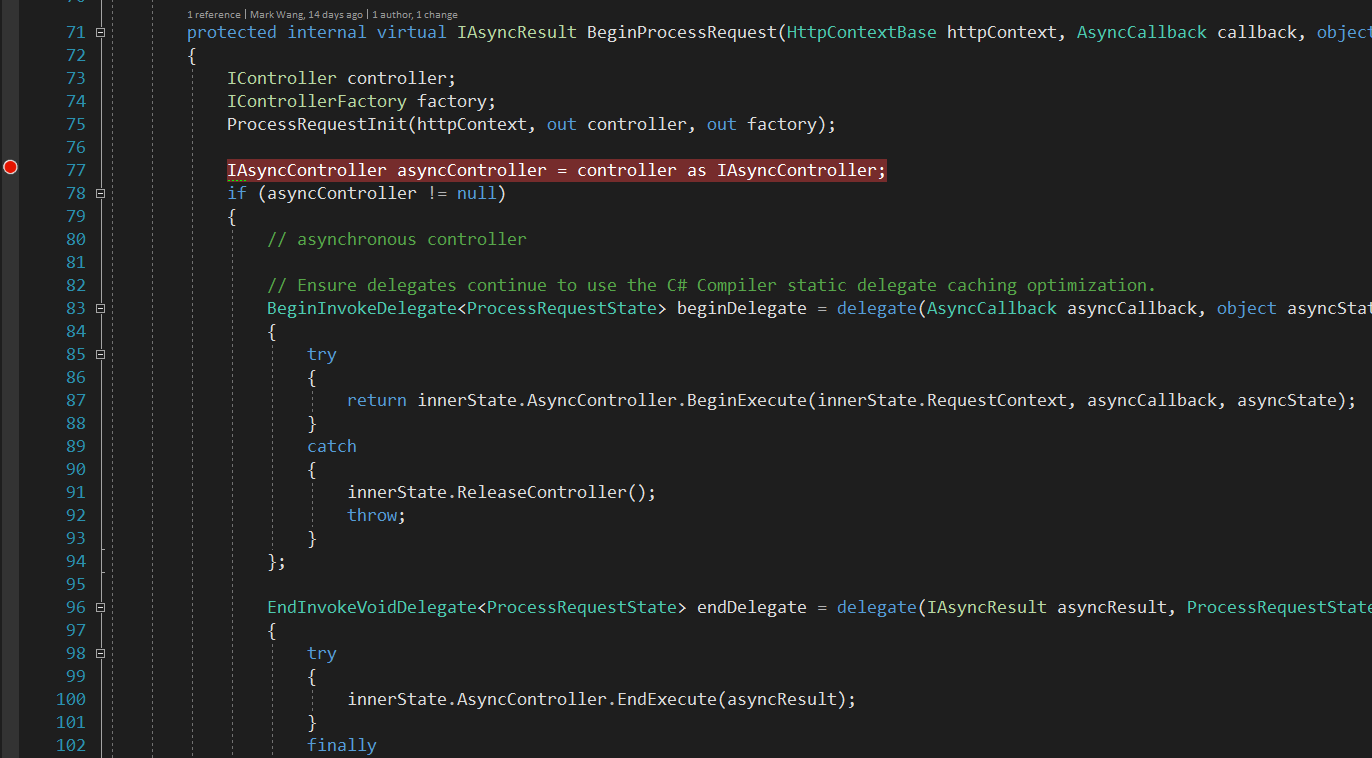 1 reference | Mark Wang, 14 days ago | 1 author, 1 change
71 protected internal virtual IAsyncResult BeginProcessRequest(HttpContextBase httpContext, AsyncCallback callback, object
72 {
73 IController controller;
74 IControllerFactory factory;
75 ProcessRequestInit(httpContext, out controller, out factory);
76
77 IAsyncController asyncController = controller as IAsyncController;
78 if (asyncController != null)
79 {
80 // asynchronous controller
81
82 // Ensure delegates continue to use the C# Compiler static delegate caching optimization.
83 BeginInvokeDelegate<ProcessRequestState> beginDelegate = delegate(AsyncCallback asyncCallback, object asyncStat
84 {
85 try
86 {
87 return innerState.AsyncController.BeginExecute(innerState.RequestContext, asyncCallback, asyncState);
88 }
89 catch
90 {
91 innerState.ReleaseController();
92 throw;
93 }
94 };
95
96 EndInvokeVoidDelegate<ProcessRequestState> endDelegate = delegate(IAsyncResult asyncResult, ProcessRequestState
97 {
98 try
99 {
100 innerState.AsyncController.EndExecute(asyncResult);
101 }
102 finally